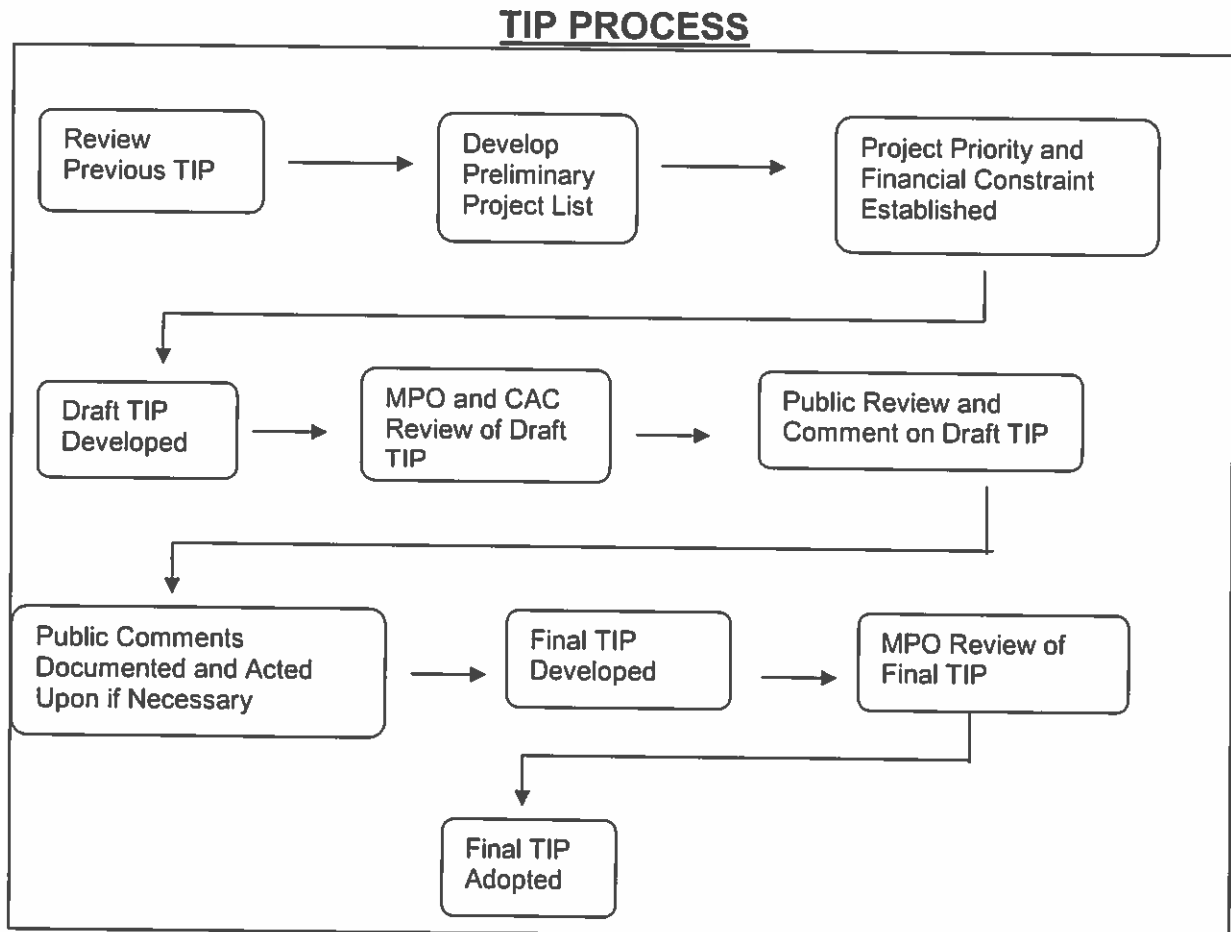 TIP PROCESS
Review
Previous TIP
Develop
Preliminary
Project List
Project Priority and
Financial Constraint
Established
Draft TIP
Developed
MPO and CAC
Review of Draft
TIP
Public Review and
Comment on Draft TIP
Public Comments
Documented and Acted
Upon if Necessary
Final TIP
Developed
MPO Review of
Final TIP
Final TIP
Adopted